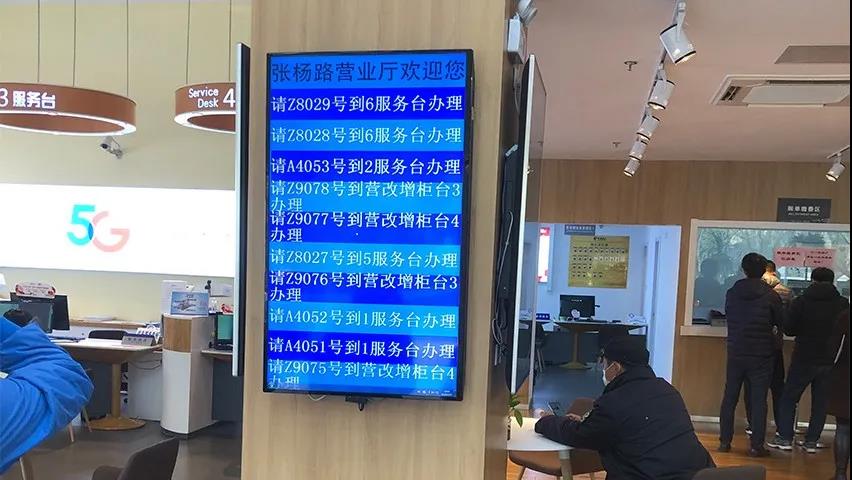 3服务台
Service
Desk 4
5G
张杨路营业厅欢迎您
请Z8029号到6服务台办理
请Z8028号到6服务台办理
请A4053号到2服务台办理
请Z9078号到营改增柜台3
办理
请Z9077号到营改增柜台4
办理
请Z8027号到5服务台办理
请Z9076号到营改增柜台3
办理
请A4052号到1服务台办理
请A4051号到1服务台办理
请Z9075号到营改增柜台4
办理